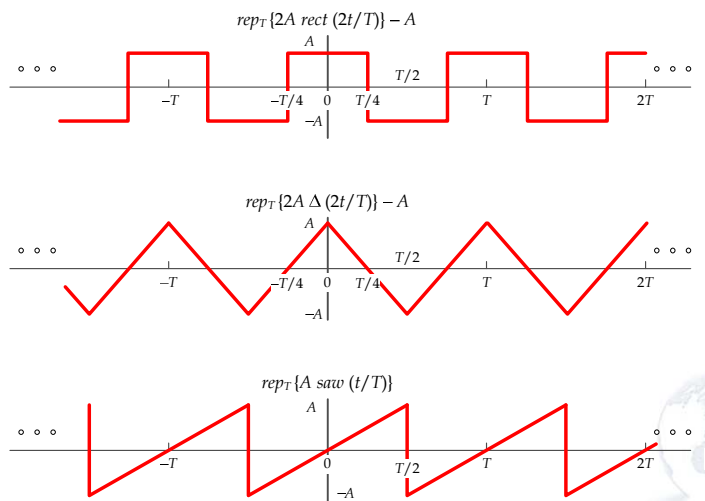 rep_T{2A rect (2t/T)} − A
A
T/2
−T −T/4 0 T/4 T 2T
−A
rep_T{2A Δ (2t/T)} − A
A
T/2
−T −T/4 0 T/4 T 2T
−A
rep_T{A saw (t/T)}
A
−T 0 T/2 T 2T
−A